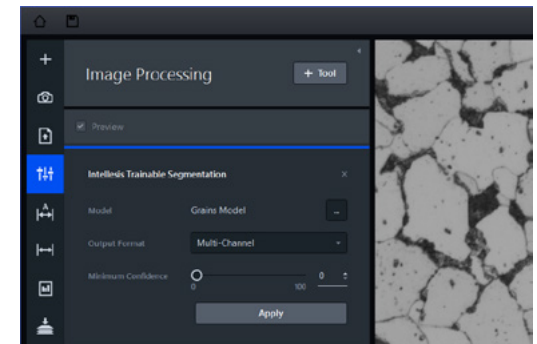 Image Processing
+ Tool
Preview
Intellesis Trainable Segmentation
Model Grains Model ...
Output Format Multi-Channel
Minimum Confidence 0
0 100
Apply